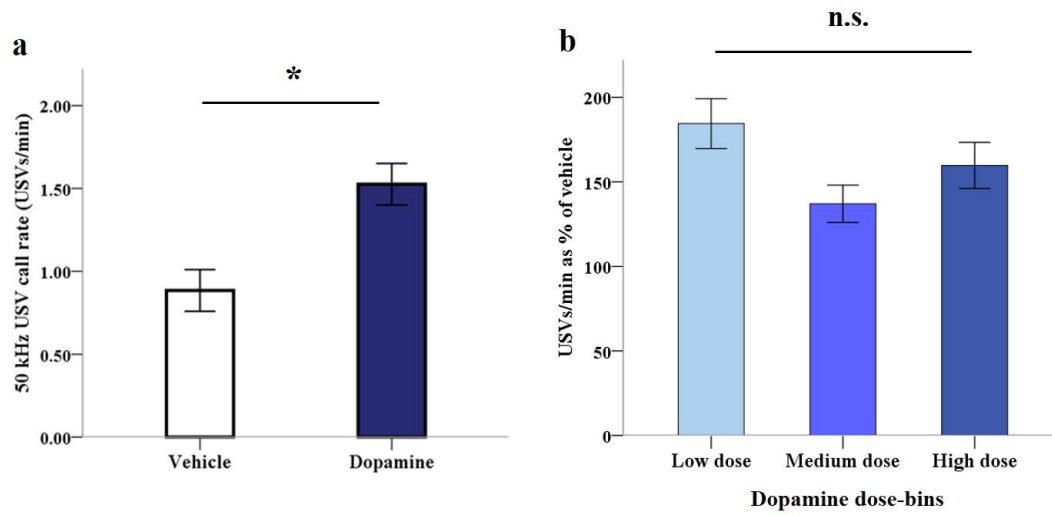 a
*
50 kHz USV call rate (USVs/min)
2.00
1.50
1.00
0.50
0.00
Vehicle
Dopamine
b
n.s.
USVs/min as % of vehicle
200
150
100
50
0
Low dose
Medium dose
High dose
Dopamine dose-bins